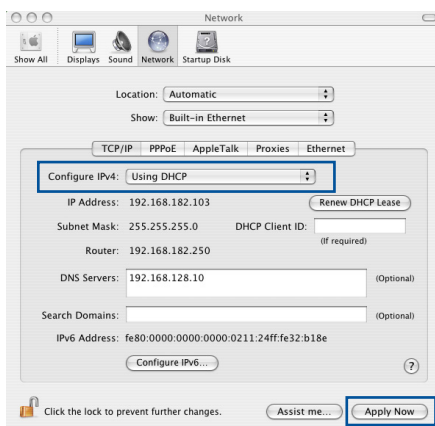 Network
Show All Displays Sound Network Startup Disk
Location: Automatic
Show: Built-in Ethernet
TCP/IP PPPoE AppleTalk Proxies Ethernet
Configure IPv4: Using DHCP
IP Address: 192.168.182.103 Renew DHCP Lease
Subnet Mask: 255.255.255.0 DHCP Client ID:
(If required)
Router: 192.168.182.250
DNS Servers: 192.168.128.10 (Optional)
Search Domains: (Optional)
IPv6 Address: fe80:0000:0000:0000:0211:24ff:fe32:b18e
Configure IPv6... ?
Click the lock to prevent further changes. Assist me... Apply Now